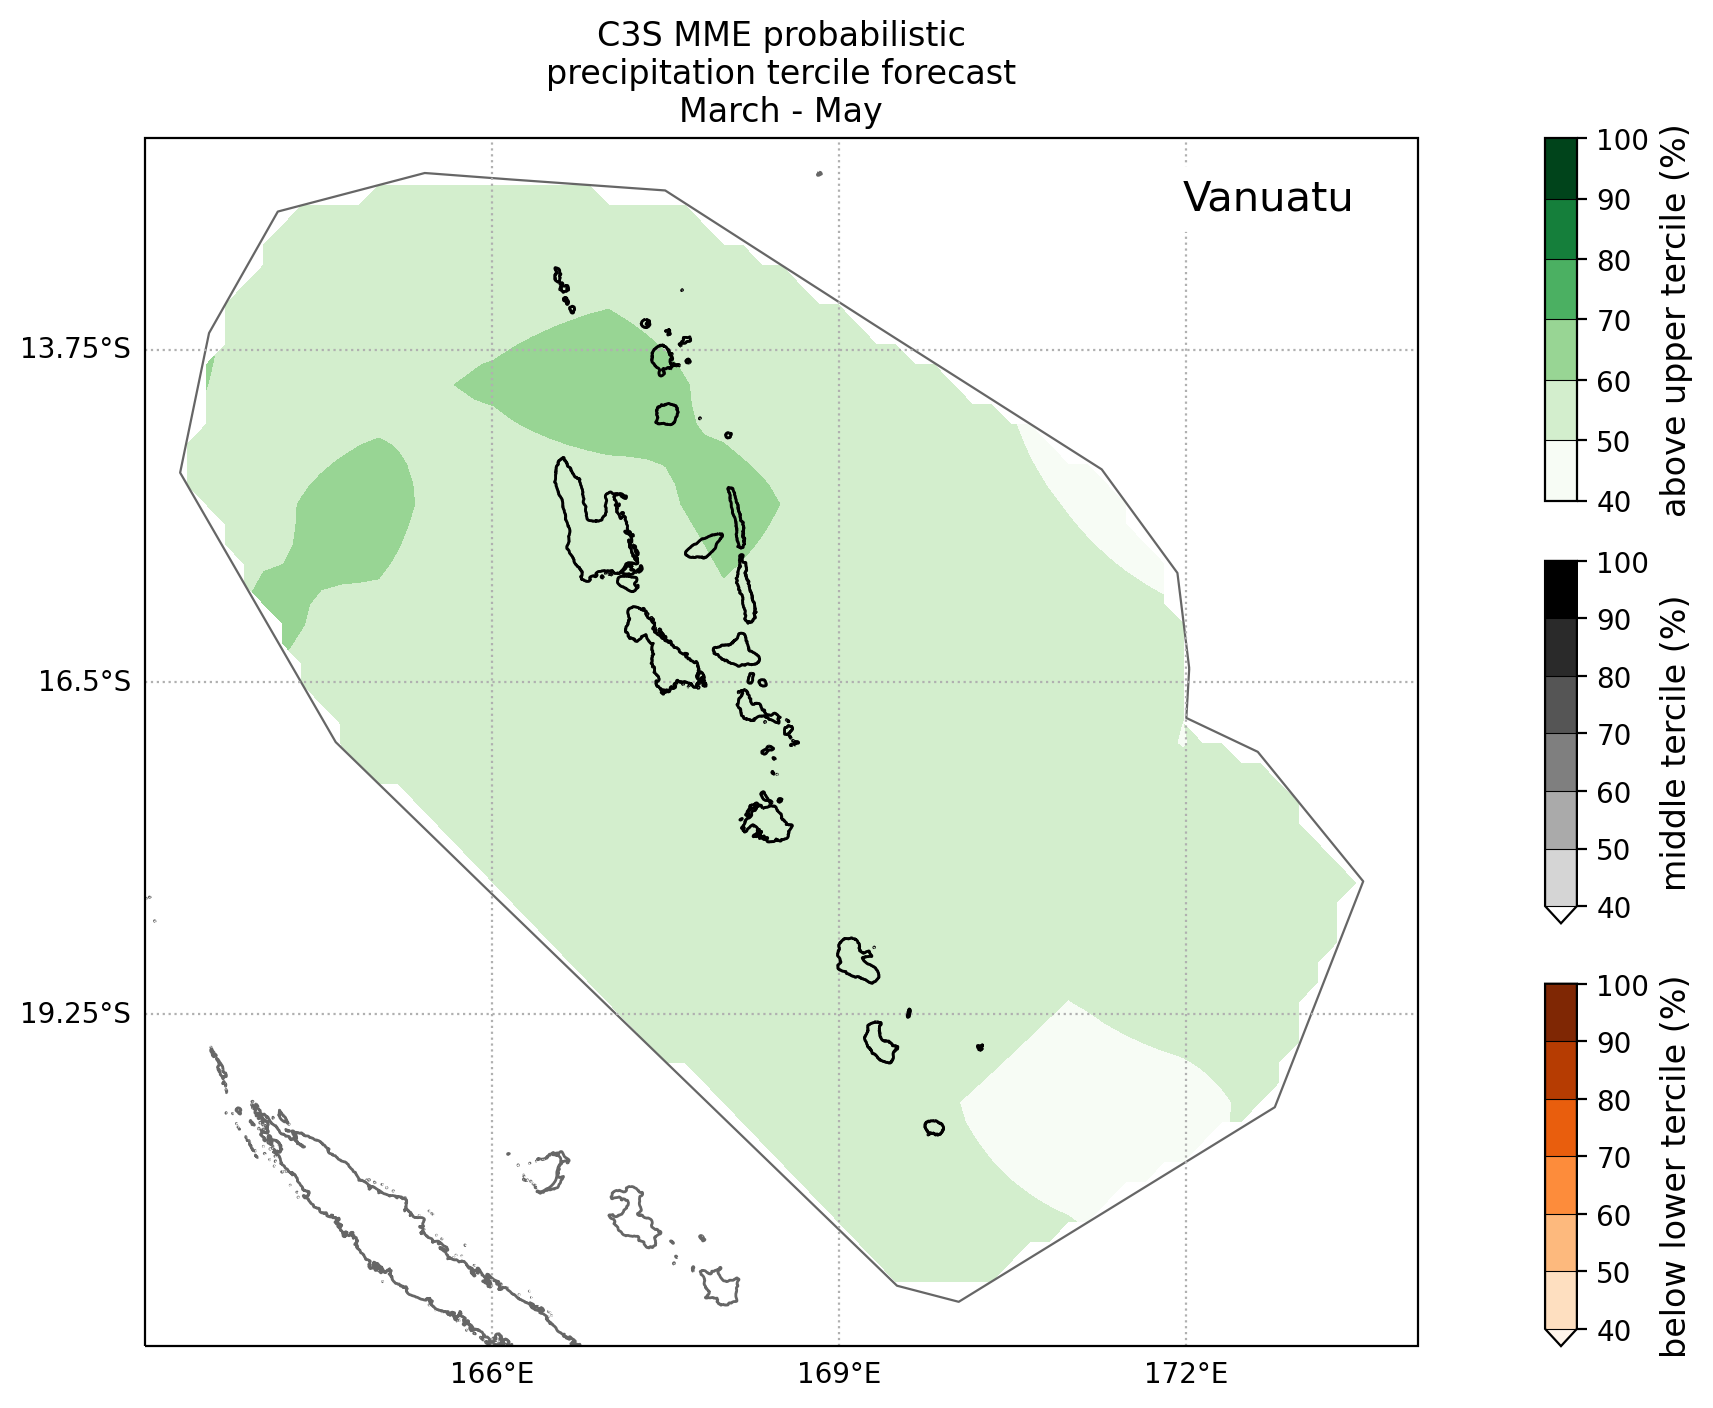 C3S MME probabilistic
precipitation tercile forecast
March - May
Vanuatu
13.75°S
16.5°S
19.25°S
166°E
169°E
172°E
100
90
80
70
60
50
40
above upper tercile (%)
100
90
80
70
60
50
40
middle tercile (%)
100
90
80
70
60
50
40
below lower tercile (%)